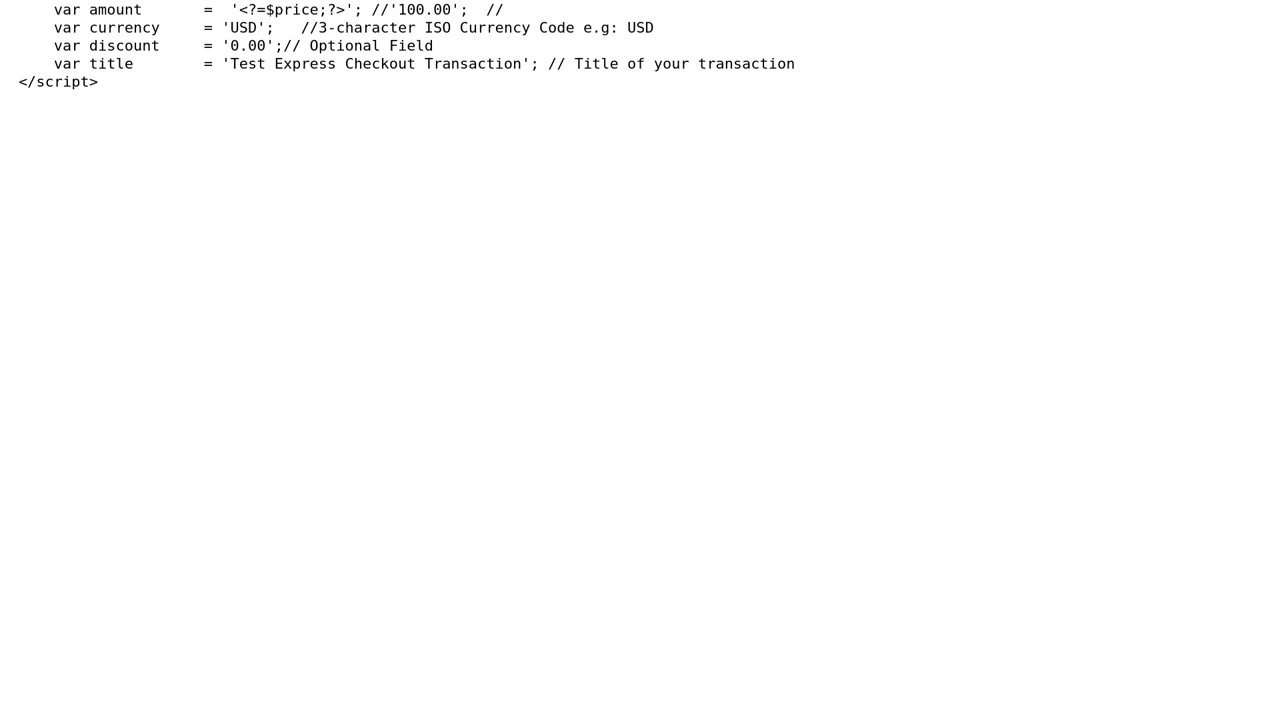 var amount       =  '<?=$price;?>'; //'100.00';  //
    var currency     = 'USD';   //3-character ISO Currency Code e.g: USD
    var discount     = '0.00';// Optional Field
    var title        = 'Test Express Checkout Transaction'; // Title of your transaction
</script>